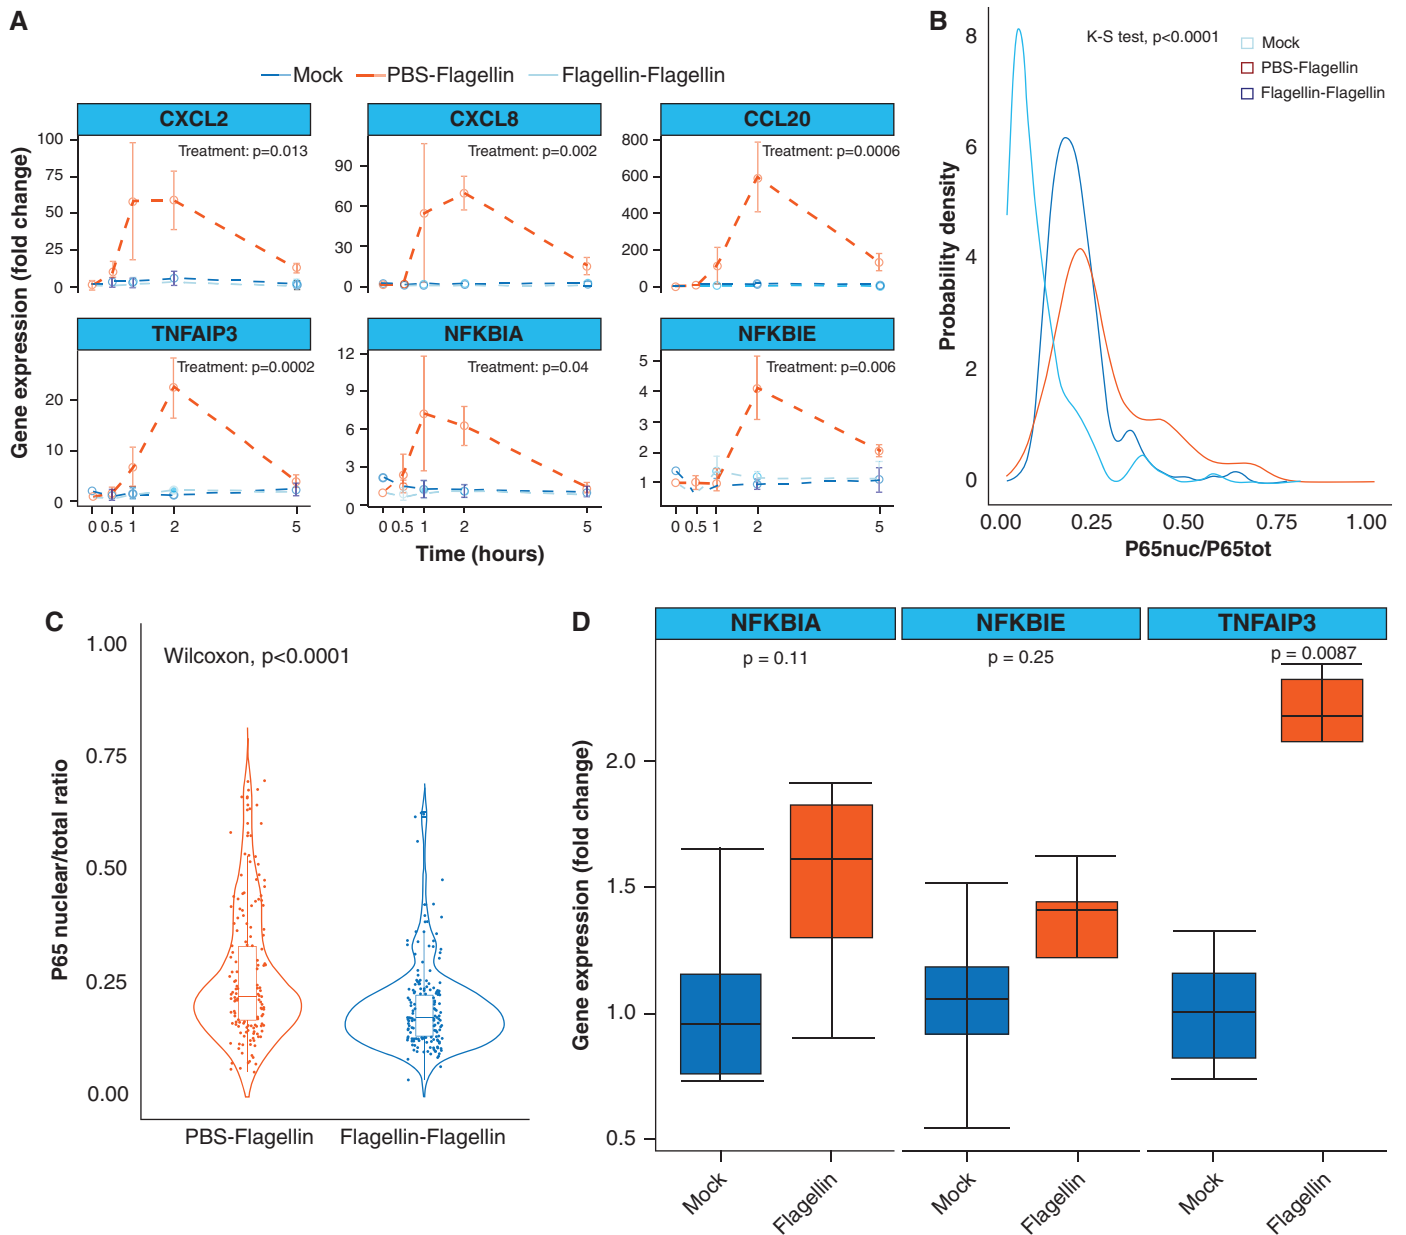 A
Mock PBS-Flagellin Flagellin-Flagellin
Gene expression (fold change)
CXCL2
Treatment: p=0.013
100
75
50
25
0
CXCL8
Treatment: p=0.002
90
60
30
0
CCL20
Treatment: p=0.0006
800
600
400
200
0
TNFAIP3
Treatment: p=0.0002
20
10
0
0 0.5 1 2 5
NFKBIA
Treatment: p=0.04
12
9
6
3
0
0 0.5 1 2 5
NFKBIE
Treatment: p=0.006
5
4
3
2
1
0 0.5 1 2 5
Time (hours)
B
K-S test, p<0.0001
Mock
PBS-Flagellin
Flagellin-Flagellin
Probability density
8
6
4
2
0
0.00 0.25 0.50 0.75 1.00
P65nuc/P65tot
C
Wilcoxon, p<0.0001
P65 nuclear/total ratio
1.00
0.75
0.50
0.25
0.00
PBS-Flagellin Flagellin-Flagellin
D
NFKBIA NFKBIE TNFAIP3
p = 0.11 p = 0.25 p = 0.0087
Gene expression (fold change)
2.0
1.5
1.0
0.5
Mock Flagellin Mock Flagellin Mock Flagellin